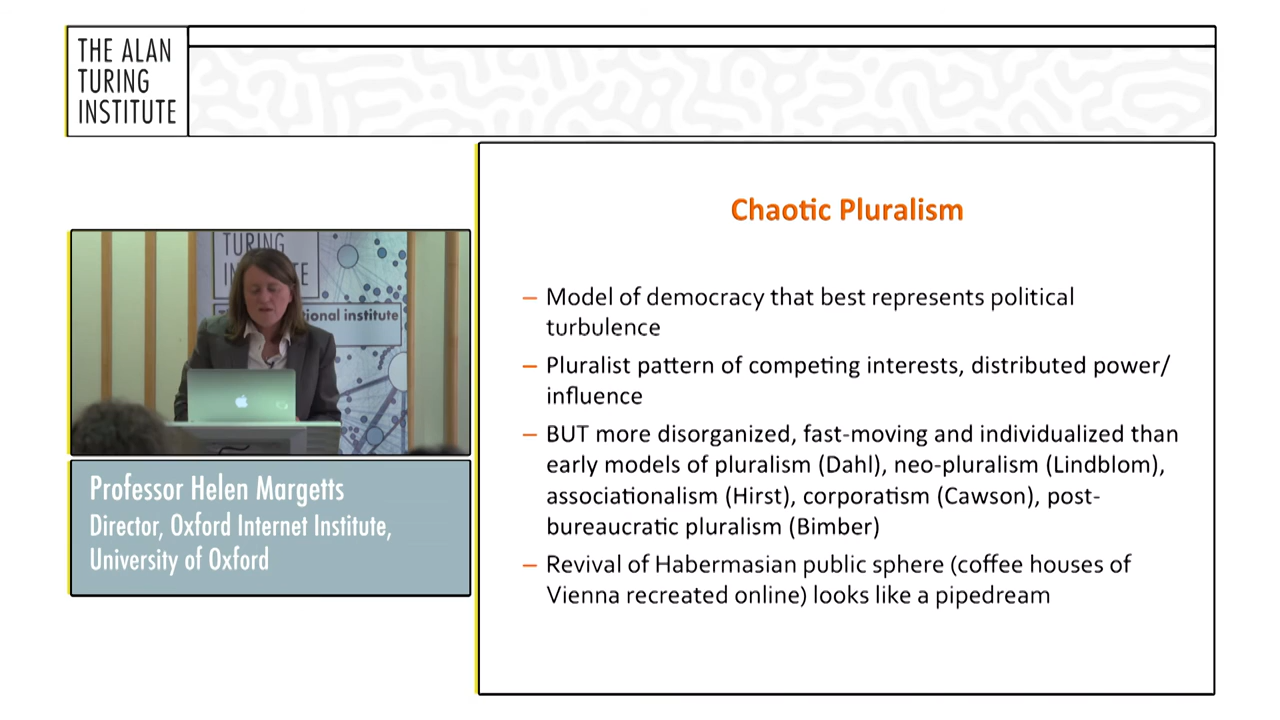 THE ALAN
TURING
INSTITUTE
Chaotic Pluralism
– Model of democracy that best represents political
turbulence
– Pluralist pattern of competing interests, distributed power/
influence
– BUT more disorganized, fast-moving and individualized than
early models of pluralism (Dahl), neo-pluralism (Lindblom),
associationalism (Hirst), corporatism (Cawson), post-
bureaucratic pluralism (Bimber)
– Revival of Habermasian public sphere (coffee houses of
Vienna recreated online) looks like a pipedream
TURING
institute
Professor Helen Margetts
Director, Oxford Internet Institute,
University of Oxford